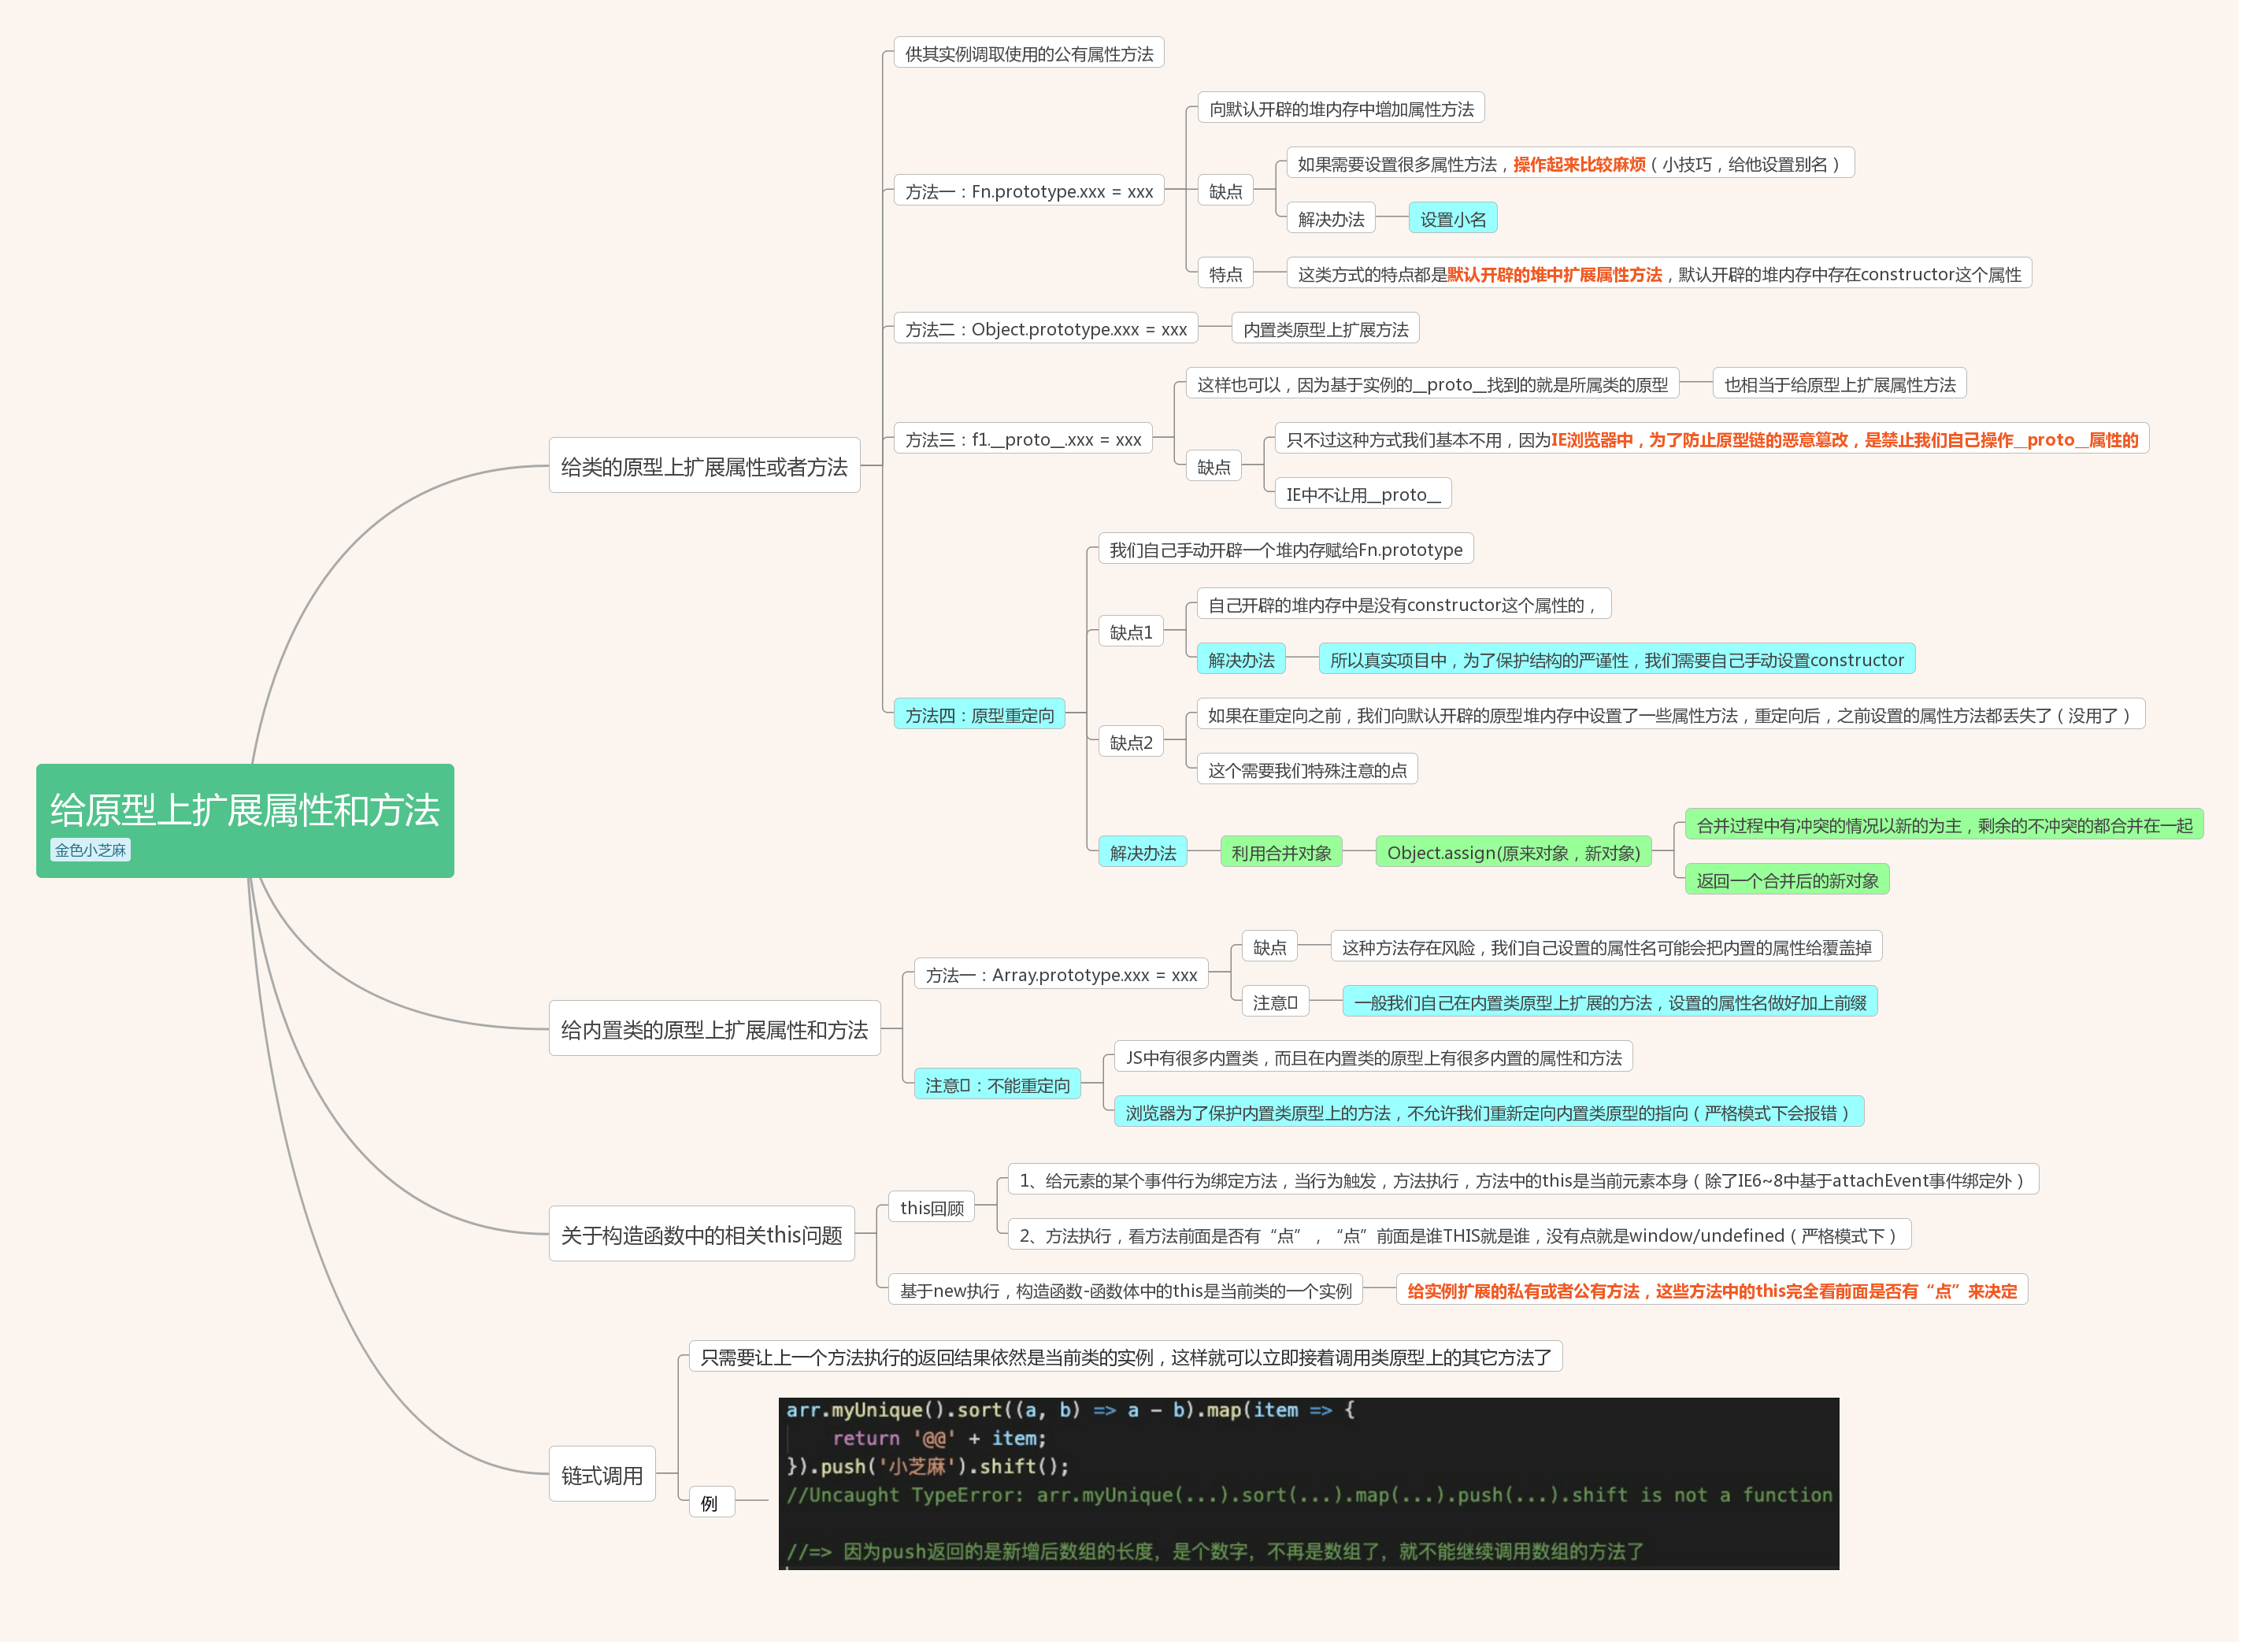 给原型上扩展属性和方法
金色小芝麻
给类的原型上扩展属性或者方法
供其实例调取使用的公有属性方法
方法一：Fn.prototype.xxx = xxx
向默认开辟的堆内存中增加属性方法
缺点
如果需要设置很多属性方法，操作起来比较麻烦（小技巧，给他设置别名）
解决办法
设置小名
特点
这类方式的特点都是默认开辟的堆中扩展属性方法，默认开辟的堆内存中存在constructor这个属性
方法二：Object.prototype.xxx = xxx
内置类原型上扩展方法
方法三：f1.__proto__.xxx = xxx
这样也可以，因为基于实例的__proto__找到的就是所属类的原型
也相当于给原型上扩展属性方法
缺点
只不过这种方式我们基本不用，因为IE浏览器中，为了防止原型链的恶意篡改，是禁止我们自己操作__proto__属性的
IE中不让用__proto__
方法四：原型重定向
我们自己手动开辟一个堆内存赋给Fn.prototype
缺点1
自己开辟的堆内存中是没有constructor这个属性的，
解决办法
所以真实项目中，为了保护结构的严谨性，我们需要自己手动设置constructor
缺点2
如果在重定向之前，我们向默认开辟的原型堆内存中设置了一些属性方法，重定向后，之前设置的属性方法都丢失了（没用了）
这个需要我们特殊注意的点
解决办法
利用合并对象
Object.assign(原来对象，新对象)
合并过程中有冲突的情况以新的为主，剩余的不冲突的都合并在一起
返回一个合并后的新对象
给内置类的原型上扩展属性和方法
方法一：Array.prototype.xxx = xxx
缺点
这种方法存在风险，我们自己设置的属性名可能会把内置的属性给覆盖掉
注意
一般我们自己在内置类原型上扩展的方法，设置的属性名做好加上前缀
注意：不能重定向
JS中有很多内置类，而且在内置类的原型上有很多内置的属性和方法
浏览器为了保护内置类原型上的方法，不允许我们重新定向内置类原型的指向（严格模式下会报错）
关于构造函数中的相关this问题
this回顾
1、给元素的某个事件行为绑定方法，当行为触发，方法执行，方法中的this是当前元素本身（除了IE6~8中基于attachEvent事件绑定外）
2、方法执行，看方法前面是否有“点”，“点”前面是谁THIS就是谁，没有点就是window/undefined（严格模式下）
基于new执行，构造函数-函数体中的this是当前类的一个实例
给实例扩展的私有或者公有方法，这些方法中的this完全看前面是否有“点”来决定
链式调用
只需要让上一个方法执行的返回结果依然是当前类的实例，这样就可以立即接着调用类原型上的其它方法了
例
arr.myUnique().sort((a, b) => a - b).map(item => {
return '@@' + item;
}).push('小芝麻').shift();
//Uncaught TypeError: arr.myUnique(...).sort(...).map(...).push(...).shift is not a function
//=> 因为push返回的是新增后数组的长度，是个数字，不再是数组了，就不能继续调用数组的方法了